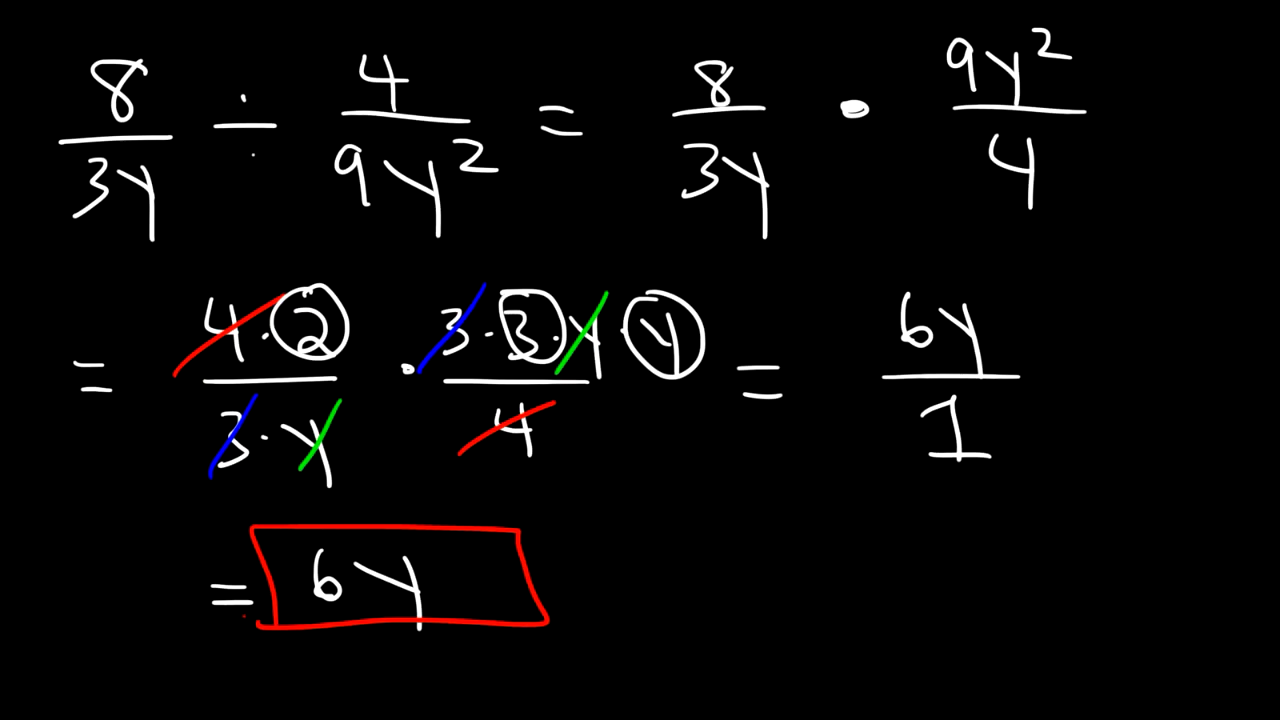 8/3y ÷ 4/9y² = 8/3y • 9y²/4
= 4·2/3·y • 3·3·y·y/4 = 6y/1
= 6y